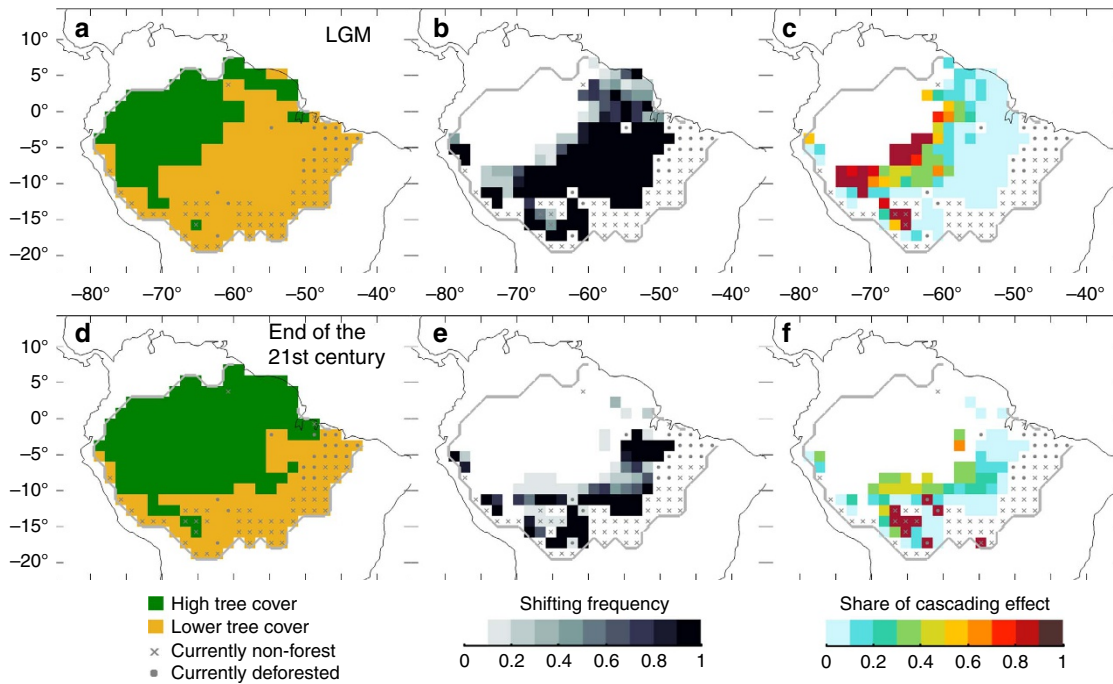 a LGM b c
10°
5°
0°
−5°
−10°
−15°
−20°
−80° −70° −60° −50° −40° −80° −70° −60° −50° −40° −80° −70° −60° −50° −40°
d End of the 21st century e f
10°
5°
0°
−5°
−10°
−15°
−20°
High tree cover
Lower tree cover
× Currently non-forest
Currently deforested
Shifting frequency
0 0.2 0.4 0.6 0.8 1
Share of cascading effect
0 0.2 0.4 0.6 0.8 1